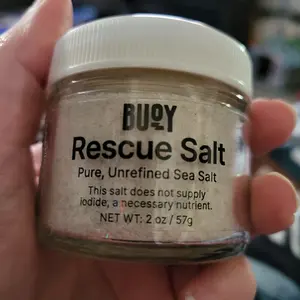 BUOY
Rescue Salt
Pure, Unrefined Sea Salt
This salt does not supply
iodide, a necessary nutrient.
NET WT: 2 oz / 57g